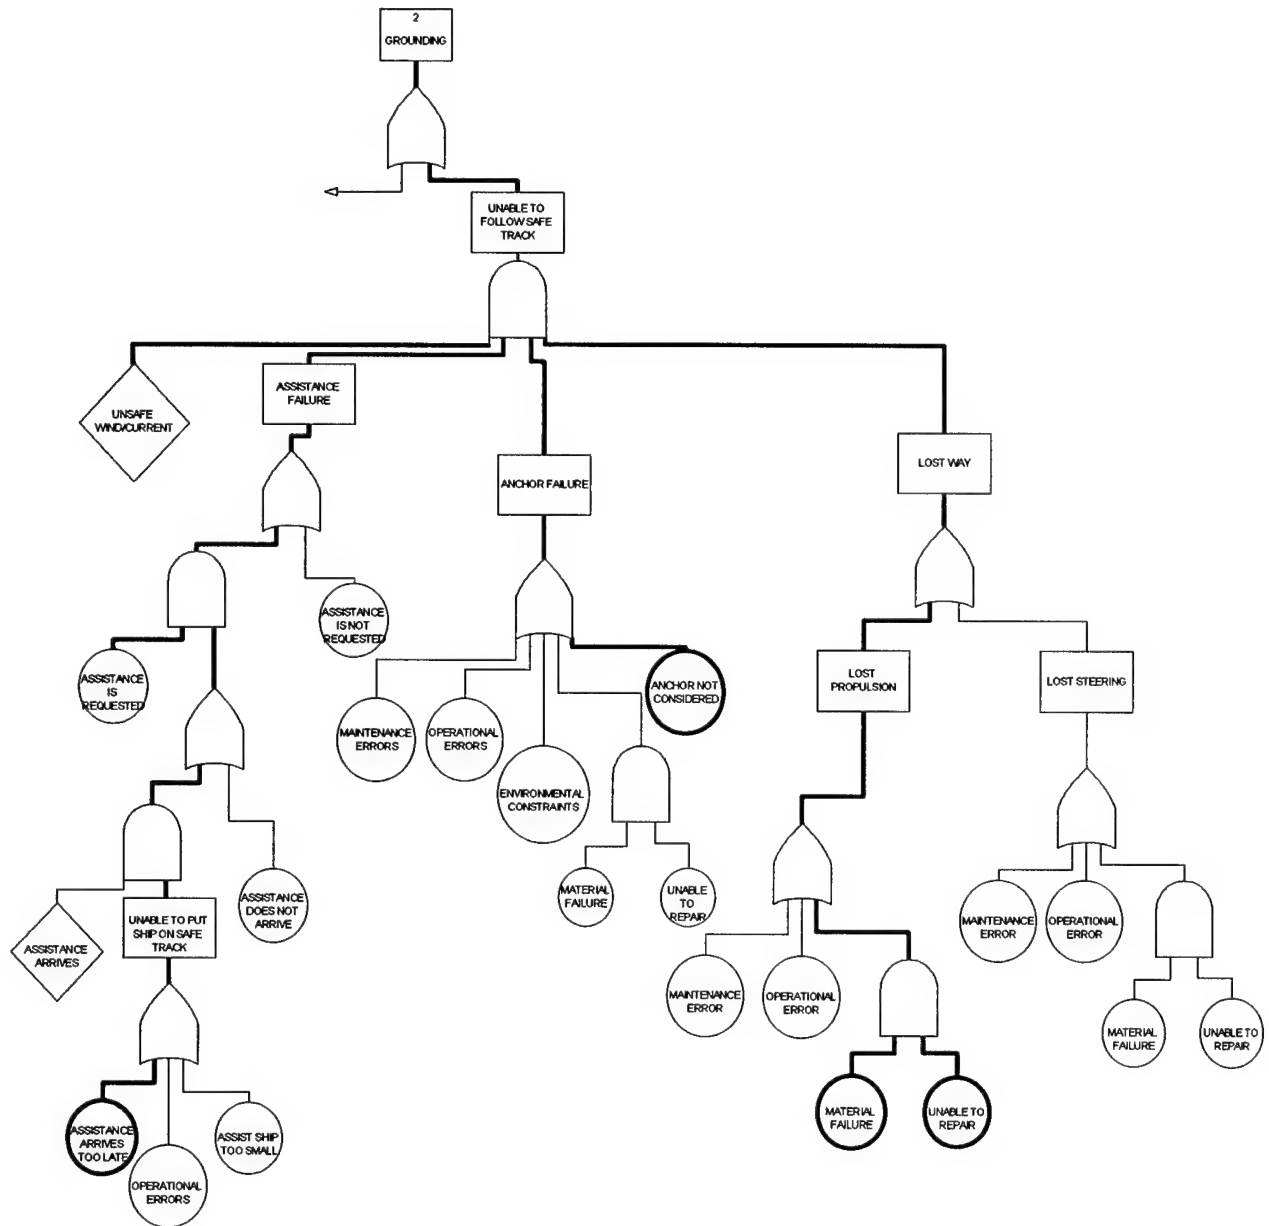 2
GROUNDING
UNABLE TO
FOLLOW SAFE
TRACK
UNSAFE
WIND/CURRENT
ASSISTANCE
FAILURE
ANCHOR FAILURE
LOST WAY
ASSISTANCE
IS NOT
REQUESTED
ASSISTANCE
IS
REQUESTED
ANCHOR NOT
CONSIDERED
LOST
PROPULSION
LOST STEERING
MAINTENANCE
ERRORS
OPERATIONAL
ERRORS
ENVIRONMENTAL
CONSTRAINTS
MATERIAL
FAILURE
UNABLE
TO
REPAIR
ASSISTANCE
DOES NOT
ARRIVE
UNABLE TO PUT
SHIP ON SAFE
TRACK
ASSISTANCE
ARRIVES
MAINTENANCE
ERROR
OPERATIONAL
ERROR
MAINTENANCE
ERROR
OPERATIONAL
ERROR
MATERIAL
FAILURE
UNABLE TO
REPAIR
MATERIAL
FAILURE
UNABLE TO
REPAIR
ASSISTANCE
ARRIVES
TOO LATE
ASSIST SHIP
TOO SMALL
OPERATIONAL
ERRORS